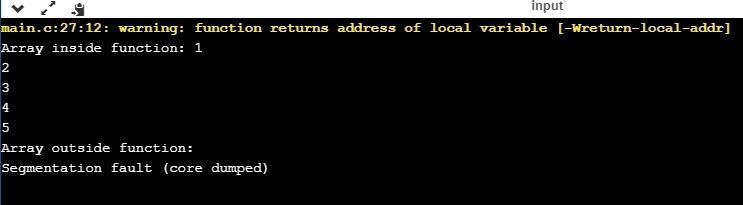 input
main.c:27:12: warning: function returns address of local variable [-Wreturn-local-addr]
Array inside function: 1
2
3
4
5
Array outside function:
Segmentation fault (core dumped)